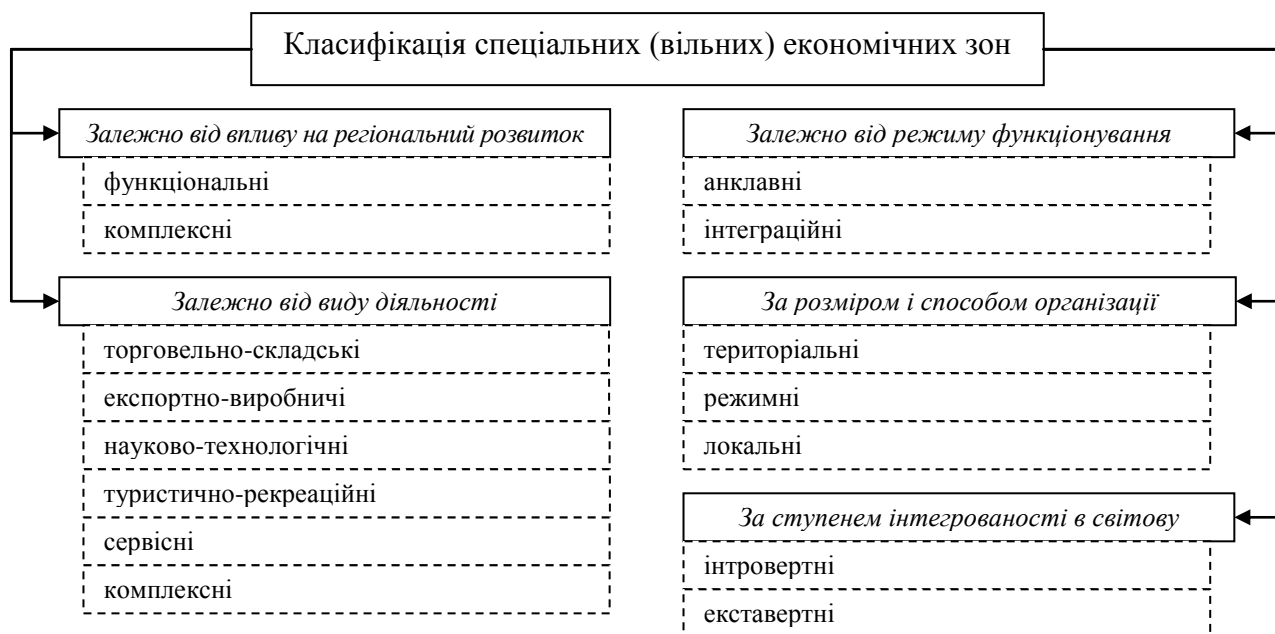 Класифікація спеціальних (вільних) економічних зон
Залежно від впливу на регіональний розвиток
функціональні
комплексні
Залежно від виду діяльності
торговельно-складські
експортно-виробничі
науково-технологічні
туристично-рекреаційні
сервісні
комплексні
Залежно від режиму функціонування
анклавні
інтеграційні
За розміром і способом організації
територіальні
режимні
локальні
За ступенем інтегрованості в світову
інтровертні
екставертні